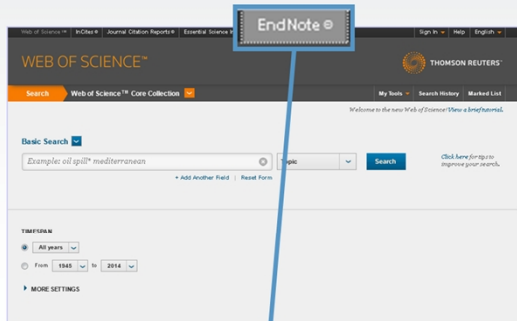 Web of Science™ InCites® Journal Citation Reports® Essential Science EndNote® Sign In Help English
WEB OF SCIENCE™ THOMSON REUTERS™
Search Web of Science™ Core Collection My Tools Search History Marked List
Welcome to the new Web of Science! View a brief tutorial.
Basic Search
Example: oil spill* mediterranean Topic Search Click here for tips to
improve your search.
+ Add Another Field | Reset Form
TIMESPAN
All years
From 1945 to 2014
MORE SETTINGS